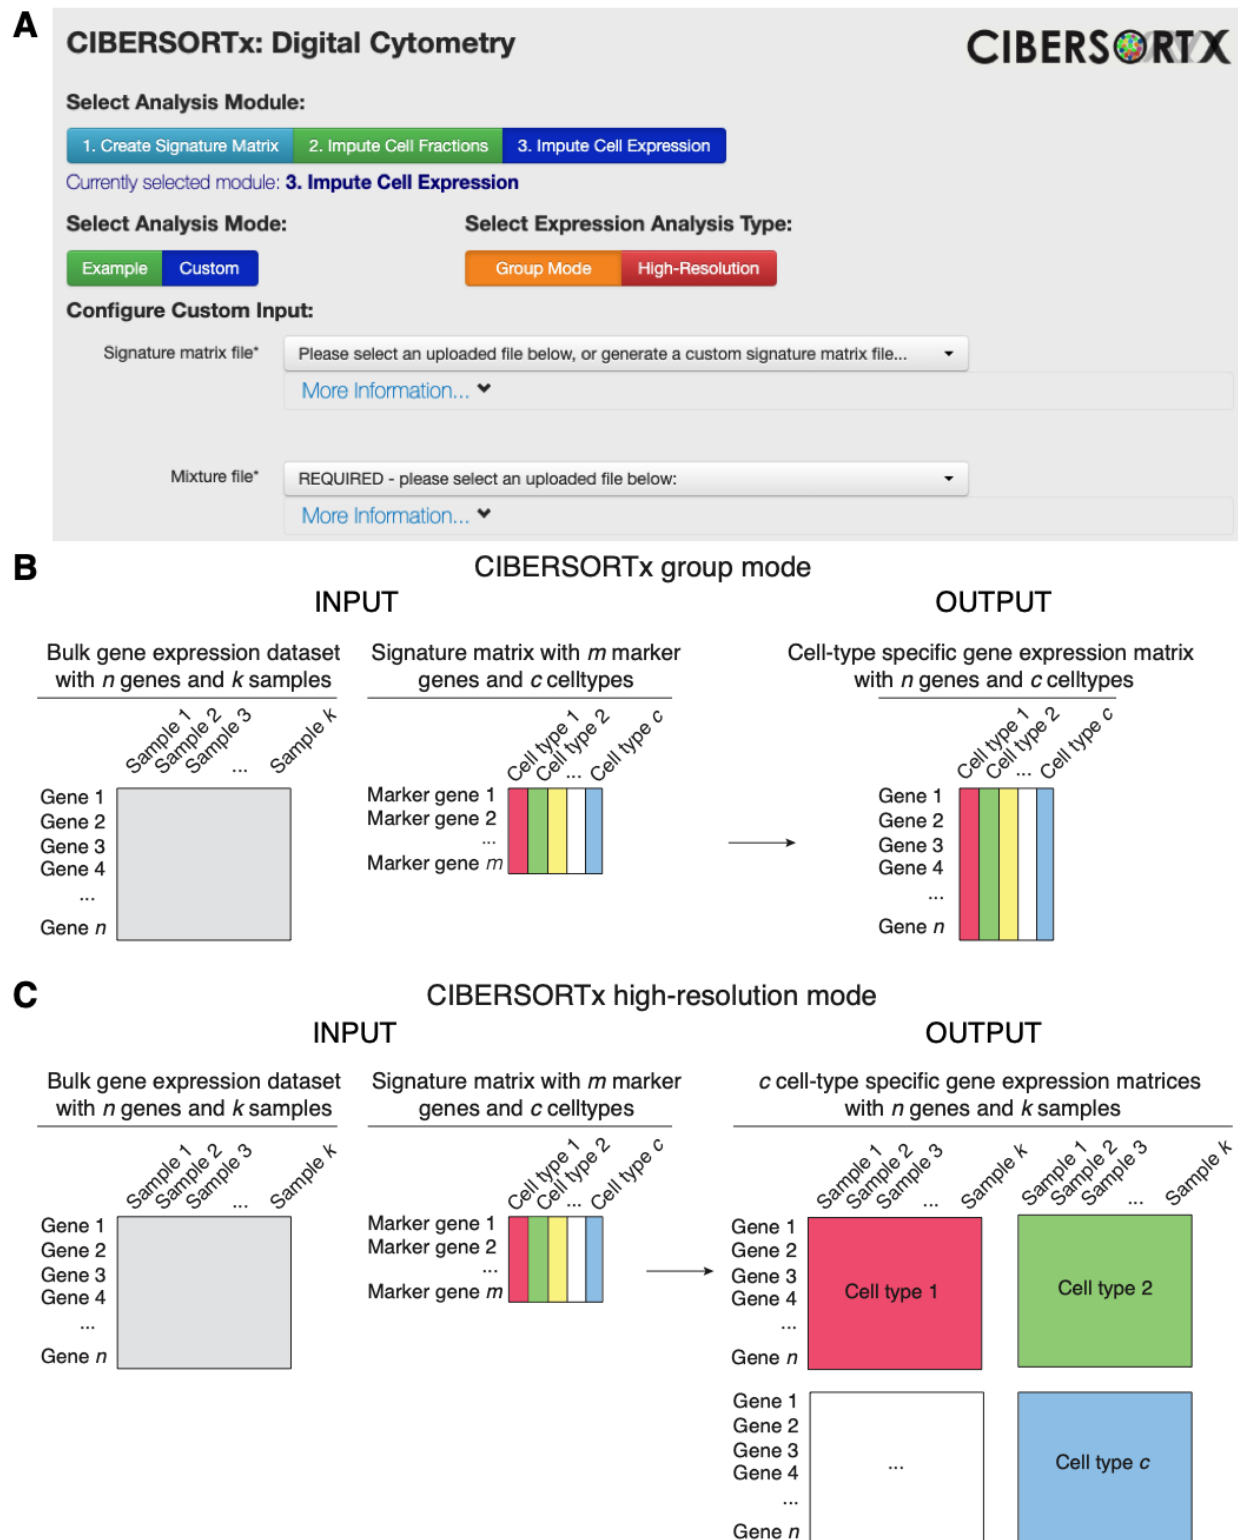 A
CIBERSORTx: Digital Cytometry
CIBERSORTX
Select Analysis Module:
1. Create Signature Matrix 2. Impute Cell Fractions 3. Impute Cell Expression
Currently selected module: 3. Impute Cell Expression
Select Analysis Mode: Select Expression Analysis Type:
Example Custom Group Mode High-Resolution
Configure Custom Input:
Signature matrix file* Please select an uploaded file below, or generate a custom signature matrix file...
More Information...
Mixture file* REQUIRED - please select an uploaded file below:
More Information...
B
CIBERSORTx group mode
INPUT
OUTPUT
Bulk gene expression dataset
with n genes and k samples
Sample 1
Sample 2
Sample 3
...
Sample k
Gene 1
Gene 2
Gene 3
Gene 4
...
Gene n
Signature matrix with m marker
genes and c celltypes
Cell type 1
Cell type 2
...
Cell type c
Marker gene 1
Marker gene 2
...
Marker gene m
Cell-type specific gene expression matrix
with n genes and c celltypes
Cell type 1
Cell type 2
...
Cell type c
Gene 1
Gene 2
Gene 3
Gene 4
...
Gene n
C
CIBERSORTx high-resolution mode
INPUT
OUTPUT
Bulk gene expression dataset
with n genes and k samples
Sample 1
Sample 2
Sample 3
...
Sample k
Gene 1
Gene 2
Gene 3
Gene 4
...
Gene n
Signature matrix with m marker
genes and c celltypes
Cell type 1
Cell type 2
...
Cell type c
Marker gene 1
Marker gene 2
...
Marker gene m
c cell-type specific gene expression matrices
with n genes and k samples
Sample 1
Sample 2
Sample 3
...
Sample k
Sample 1
Sample 2
Sample 3
...
Sample k
Gene 1
Gene 2
Gene 3
Gene 4
...
Gene n
Cell type 1
Cell type 2
Gene 1
Gene 2
Gene 3
Gene 4
...
Gene n
...
Cell type c